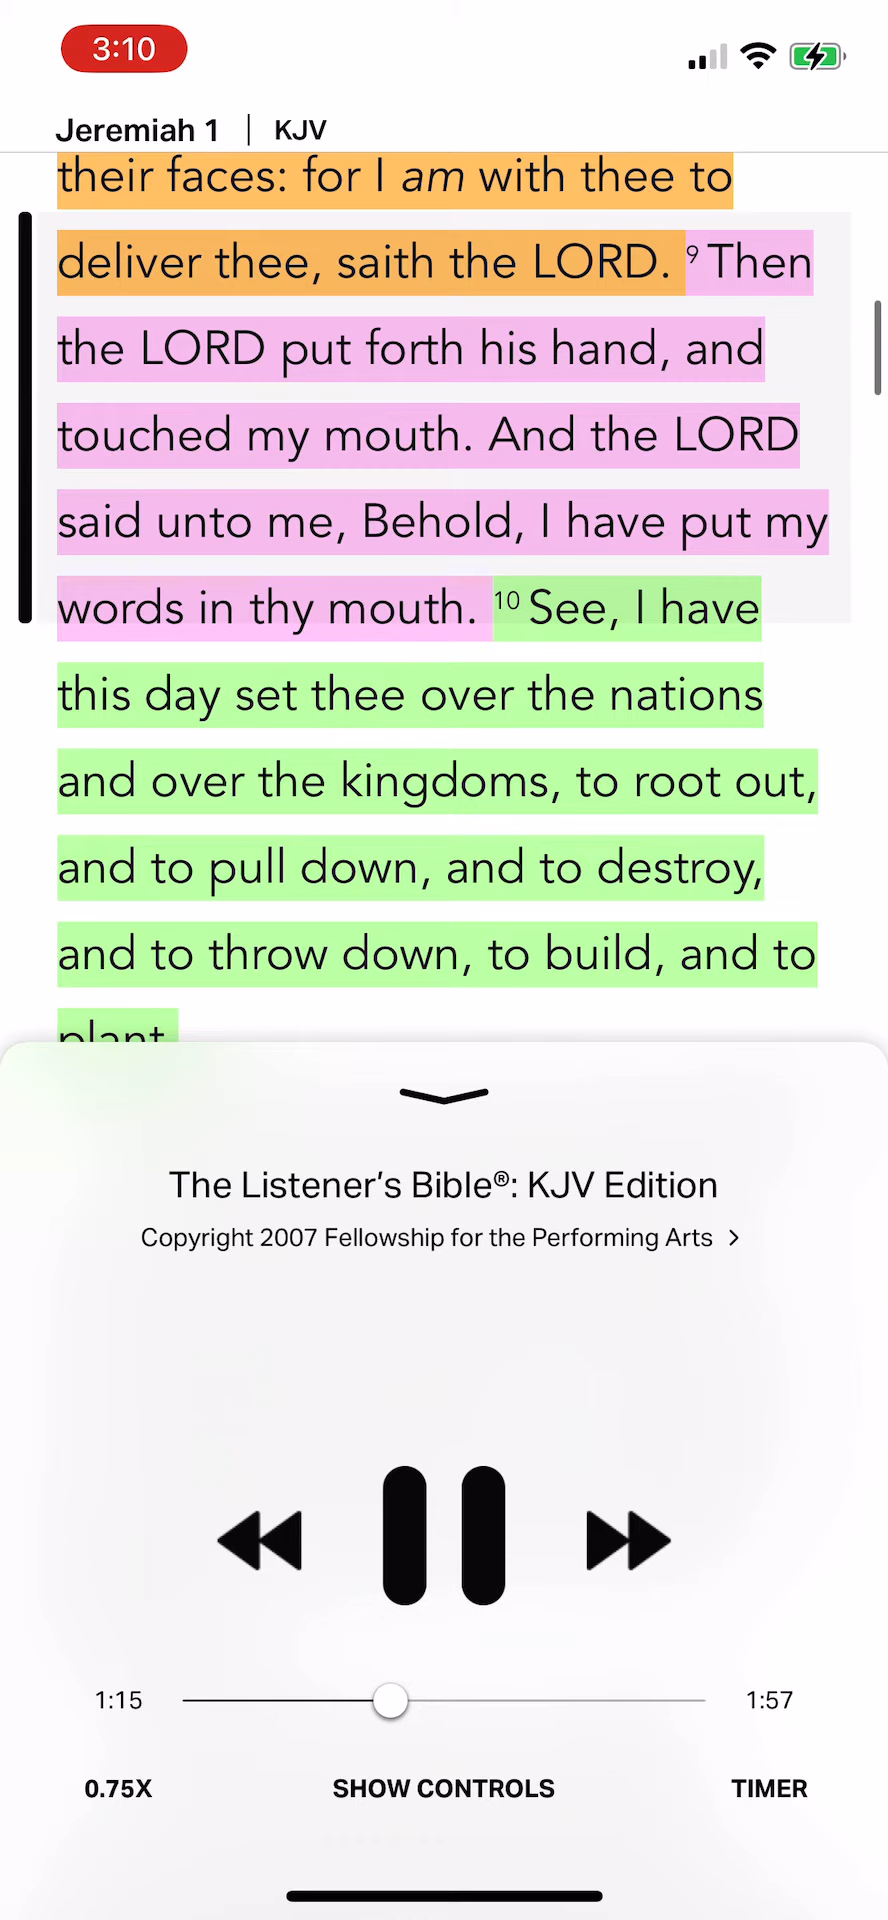 3:10
Jeremiah 1 | KJV
their faces: for I am with thee to
deliver thee, saith the LORD. 9 Then
the LORD put forth his hand, and
touched my mouth. And the LORD
said unto me, Behold, I have put my
words in thy mouth. 10 See, I have
this day set thee over the nations
and over the kingdoms, to root out,
and to pull down, and to destroy,
and to throw down, to build, and to
plant.
The Listener's Bible®: KJV Edition
Copyright 2007 Fellowship for the Performing Arts >
1:15 1:57
0.75X SHOW CONTROLS TIMER